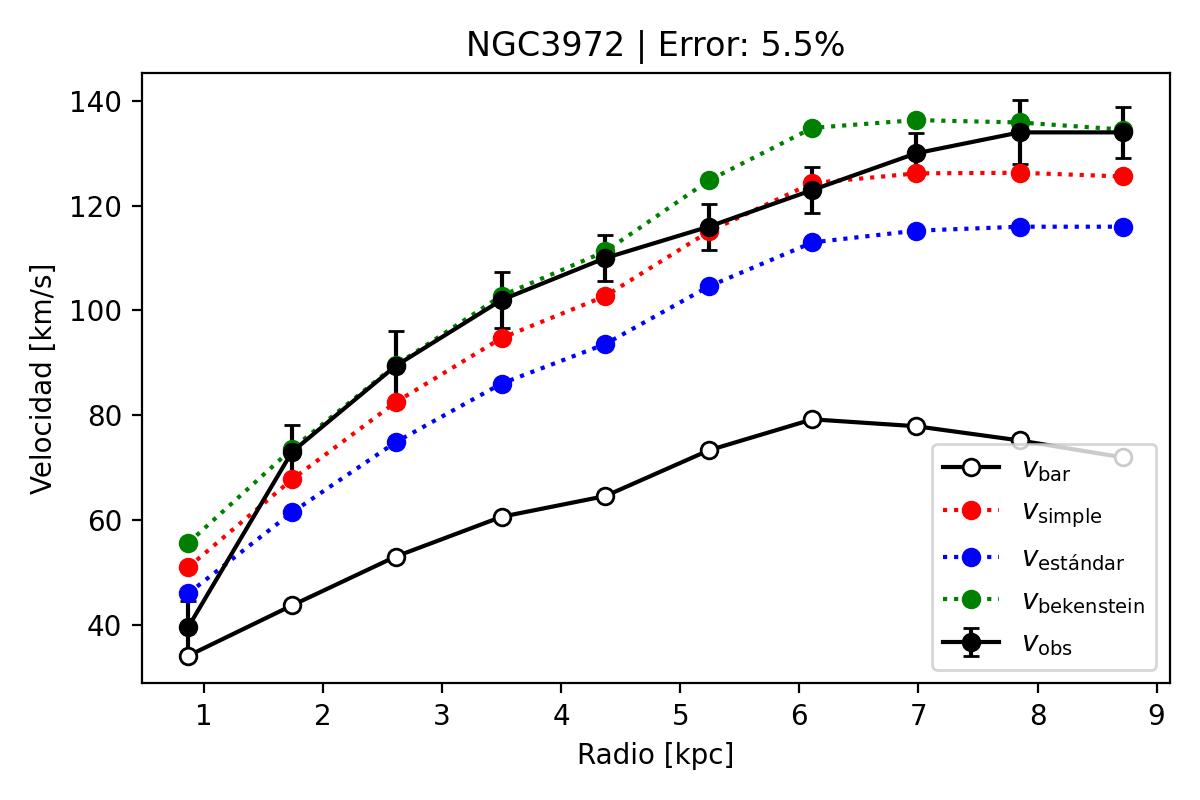 NGC3972 | Error: 5.5%
Velocidad [km/s]
140
120
100
80
60
40
v_bar
v_simple
v_estándar
v_bekenstein
v_obs
1 2 3 4 5 6 7 8 9
Radio [kpc]